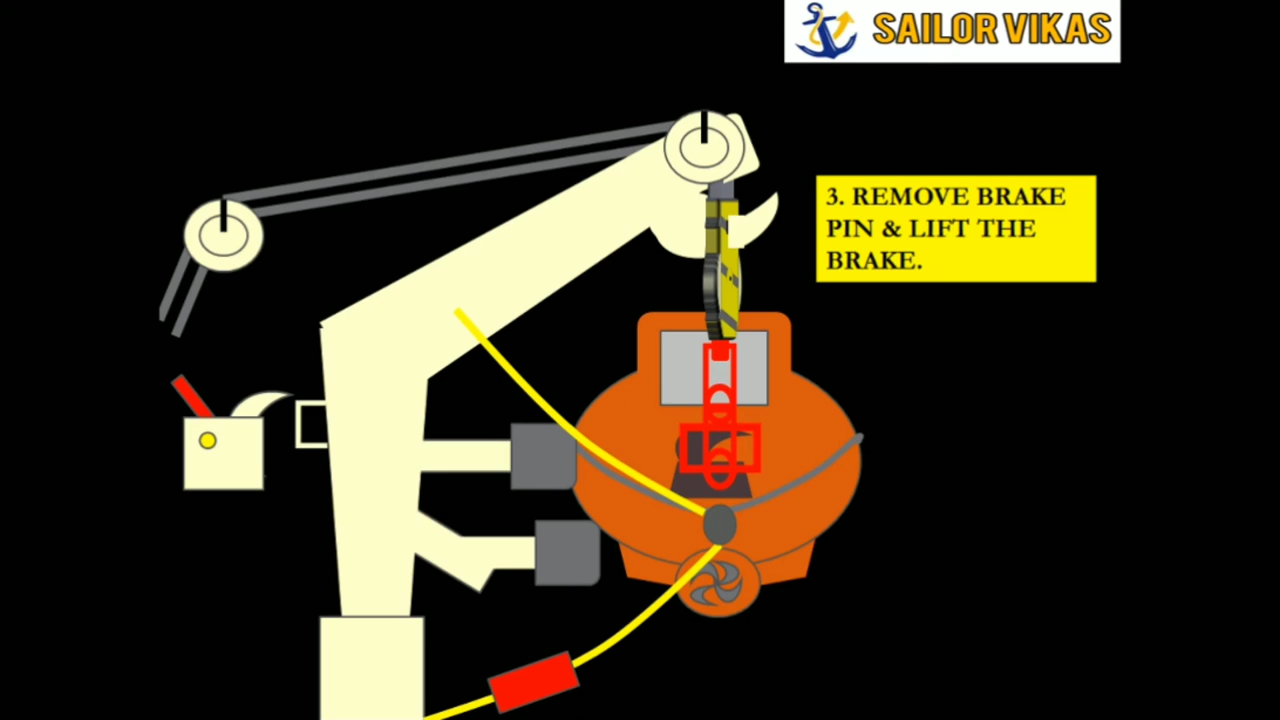 SAILOR VIKAS
3. REMOVE BRAKE
PIN & LIFT THE
BRAKE.